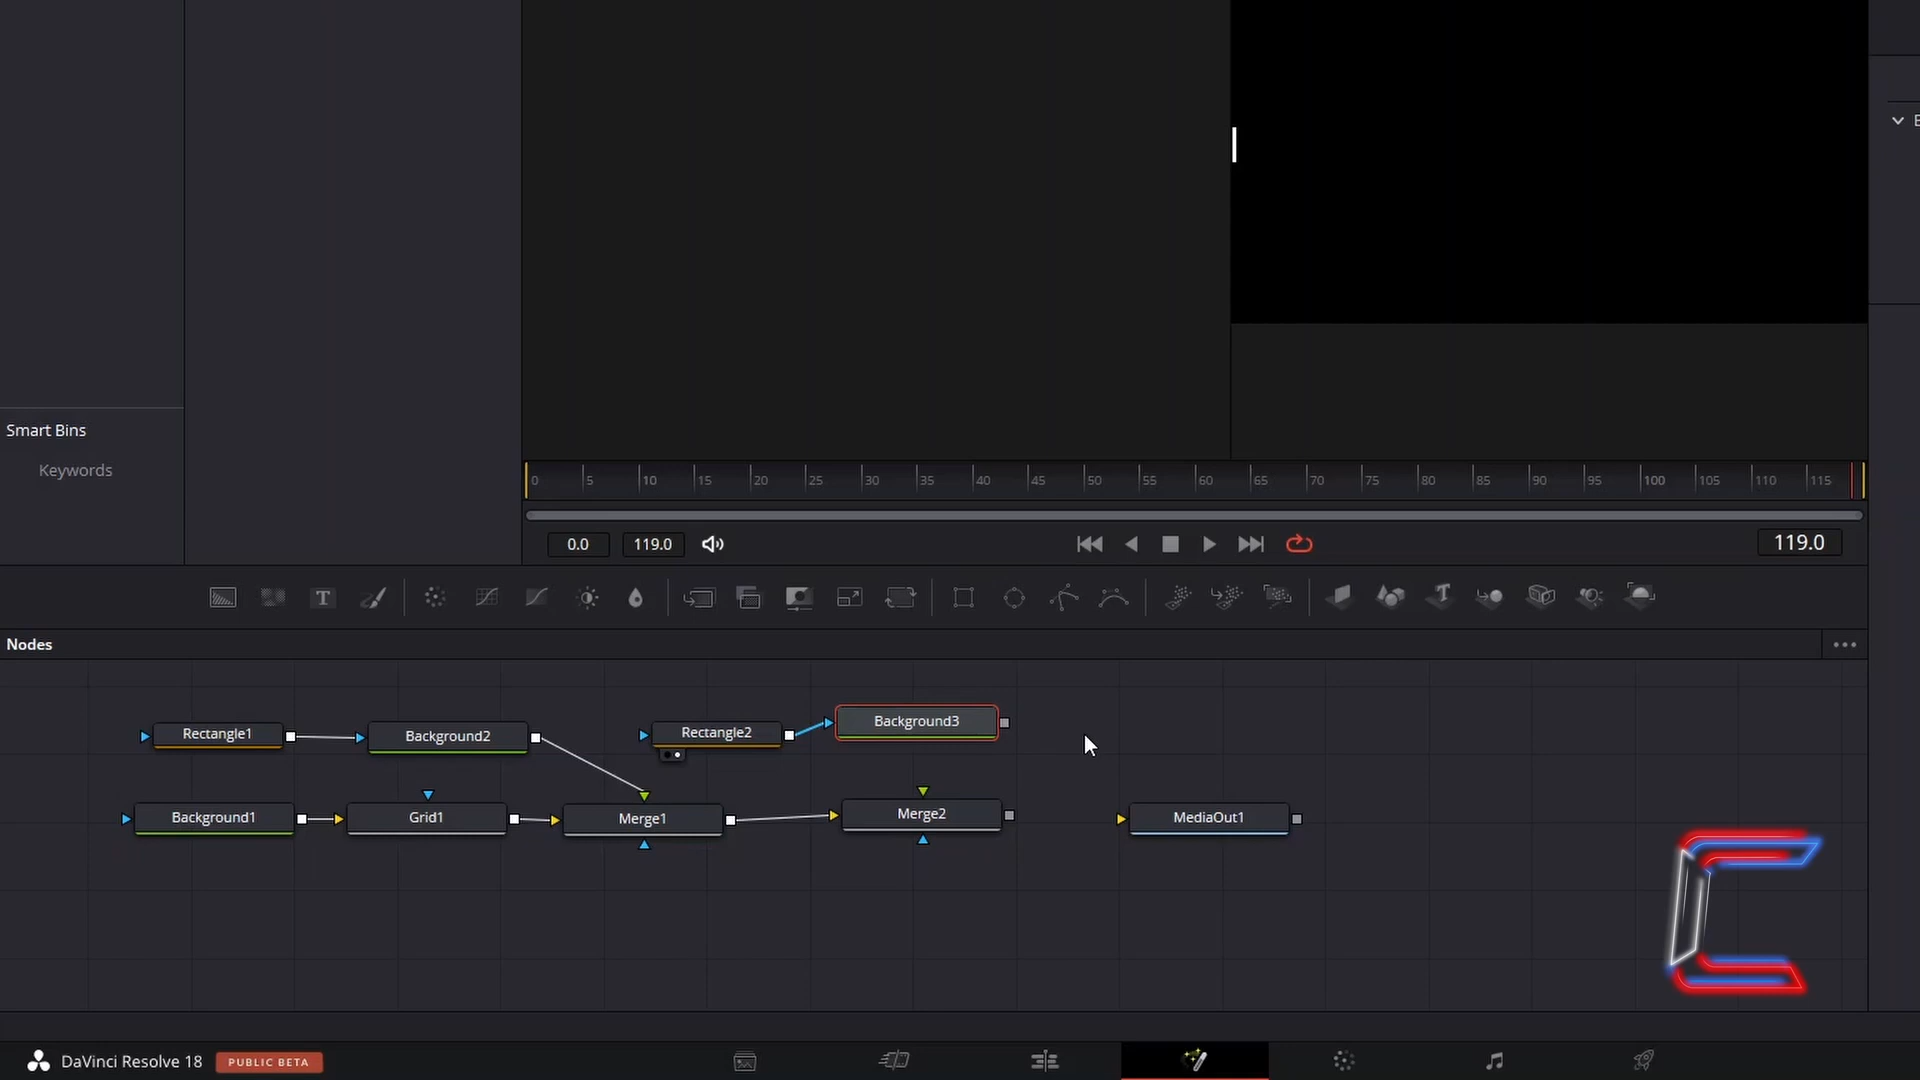 E
Smart Bins
Keywords
0 5 10 15 20 25 30 35 40 45 50 55 60 65 70 75 80 85 90 95 100 105 110 115
0.0 119.0 119.0
T T
Nodes
Rectangle1 Background2 Rectangle2 Background3
Background1 Grid1 Merge1 Merge2 MediaOut1
C
DaVinci Resolve 18 PUBLIC BETA